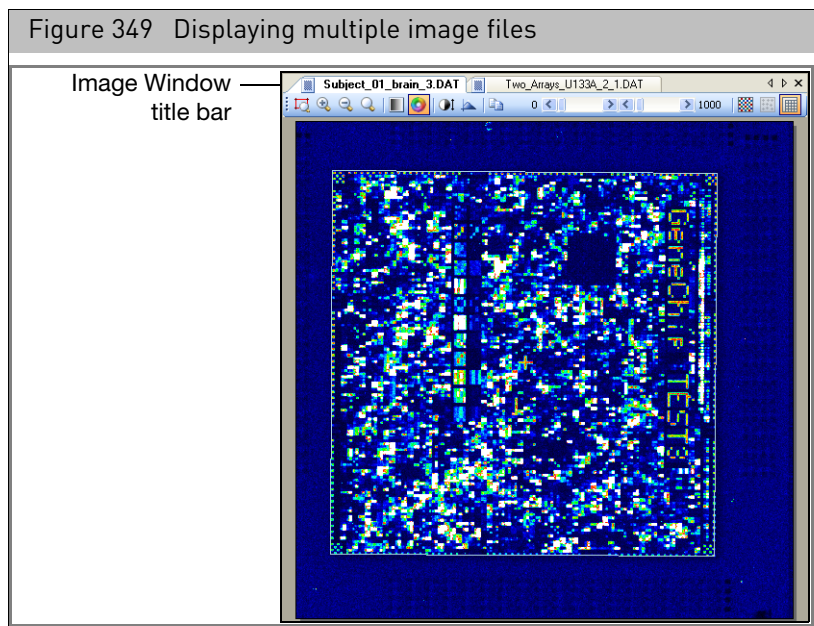 Figure 349 Displaying multiple image files
Image Window
title bar
Subject_01_brain_3.DAT
Two_Arrays_U133A_2_1.DAT
0
1000
GeneChip TEST3